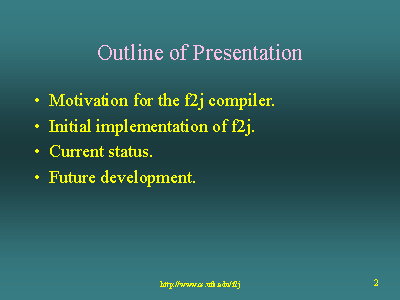 Outline of Presentation
• Motivation for the f2j compiler.
• Initial implementation of f2j.
• Current status.
• Future development.
http://www.cs.utk.edu/f2j
2